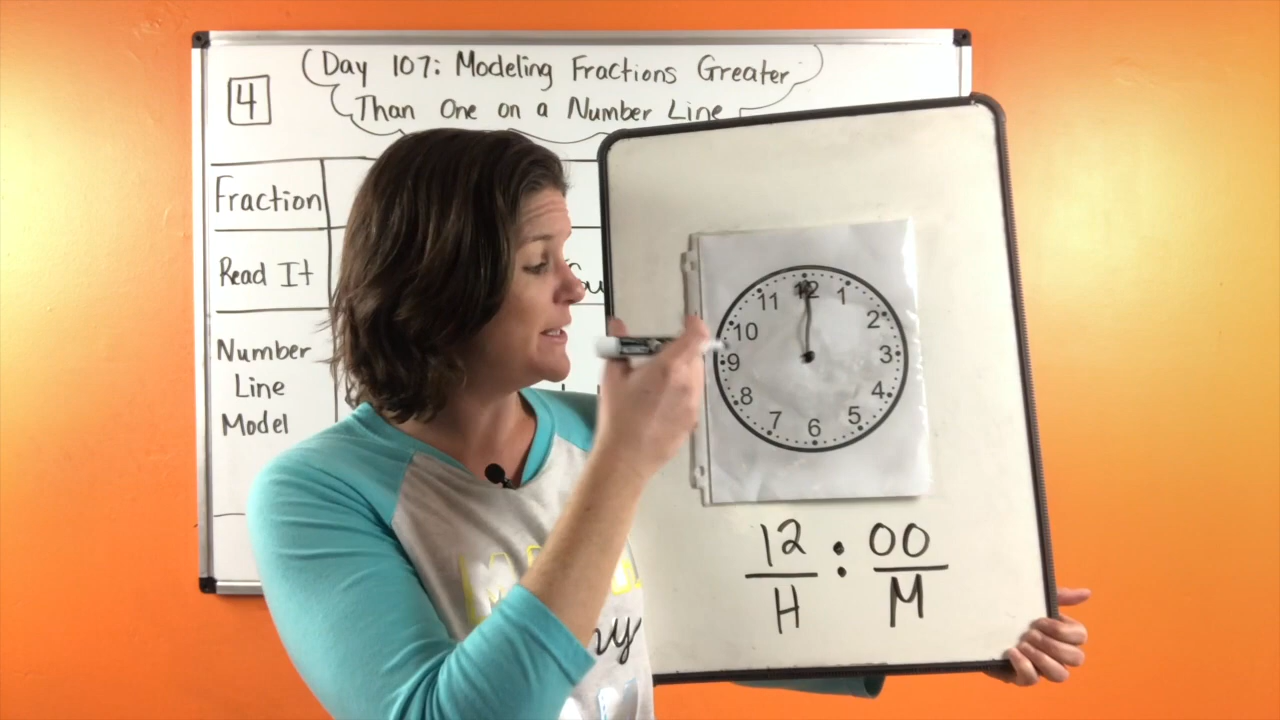 4
Day 107: Modeling Fractions Greater
Than One on a Number Line
Fraction
Read It
Number
Line
Model
12
1
2
3
4
5
6
7
8
9
10
11
12 : 00
H M